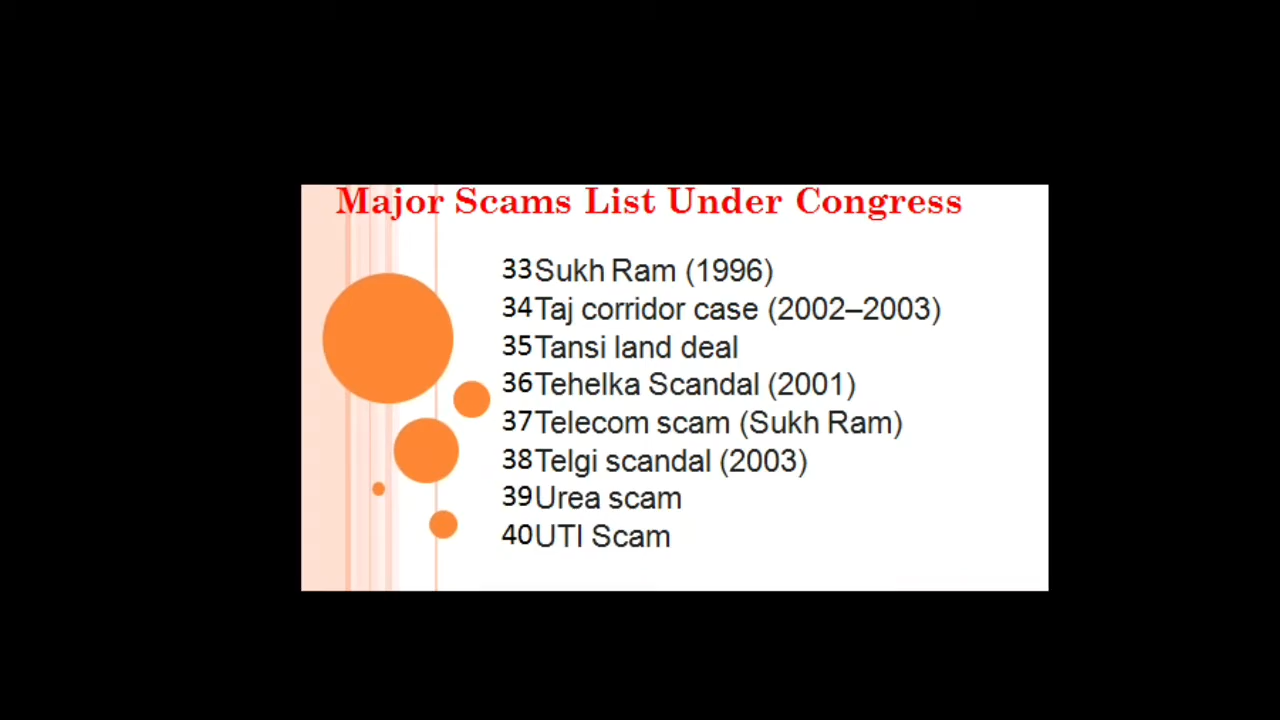 Major Scams List Under Congress
33Sukh Ram (1996)
34Taj corridor case (2002–2003)
35Tansi land deal
36Tehelka Scandal (2001)
37Telecom scam (Sukh Ram)
38Telgi scandal (2003)
39Urea scam
40UTI Scam